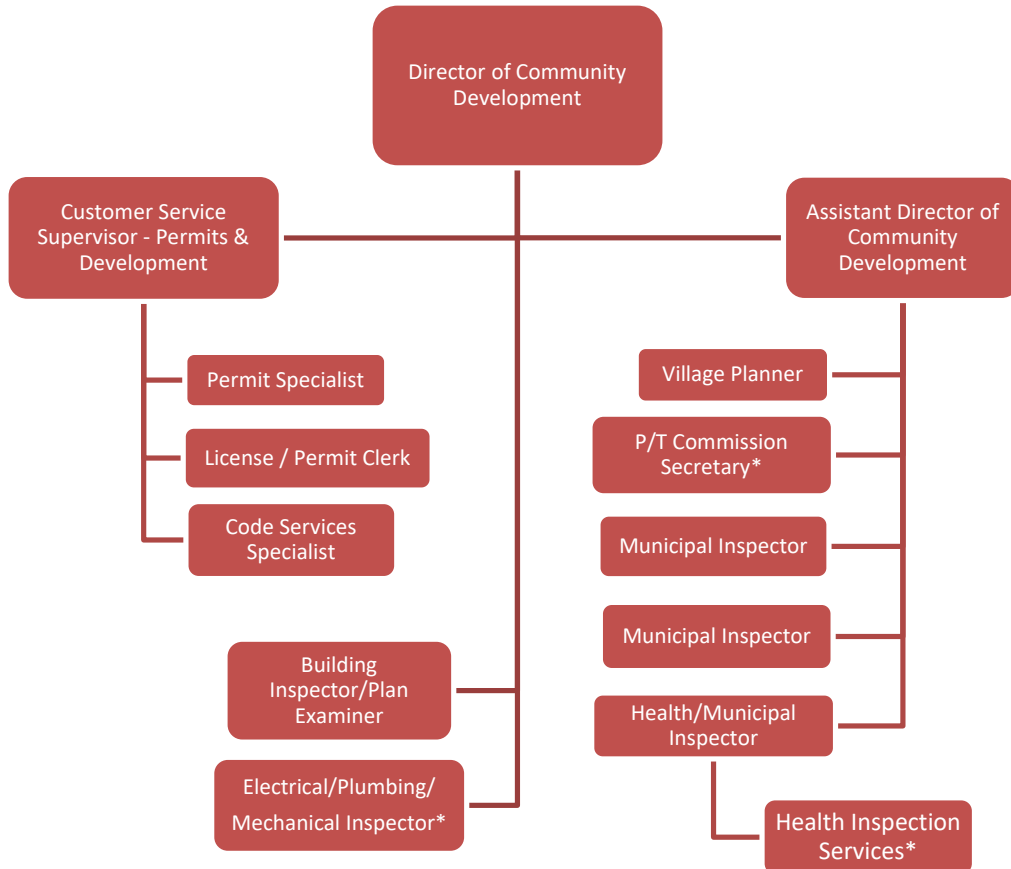 Director of Community
Development
Customer Service
Supervisor - Permits &
Development
Assistant Director of
Community
Development
Permit Specialist
License / Permit Clerk
Code Services
Specialist
Village Planner
P/T Commission
Secretary*
Municipal Inspector
Municipal Inspector
Building
Inspector/Plan
Examiner
Health/Municipal
Inspector
Electrical/Plumbing/
Mechanical Inspector*
Health Inspection
Services*